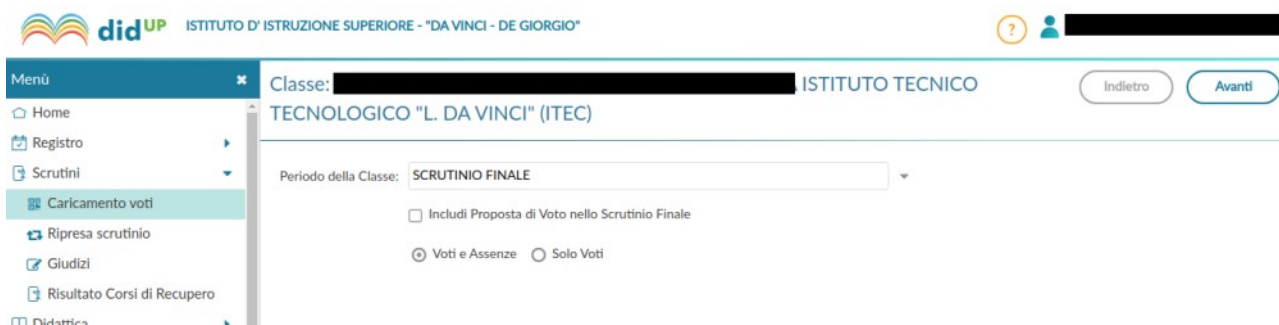 didUP ISTITUTO D' ISTRUZIONE SUPERIORE - "DA VINCI - DE GIORGIO" ?
Menù
Classe: ISTITUTO TECNICO
TECNOLOGICO "L. DA VINCI" (ITEC)
Indietro Avanti
Home
Registro
Scrutini
Caricamento voti
Ripresa scrutinio
Giudizi
Risultato Corsi di Recupero
Didattica
Periodo della Classe: SCRUTINIO FINALE
Includi Proposta di Voto nello Scrutinio Finale
Voti e Assenze Solo Voti